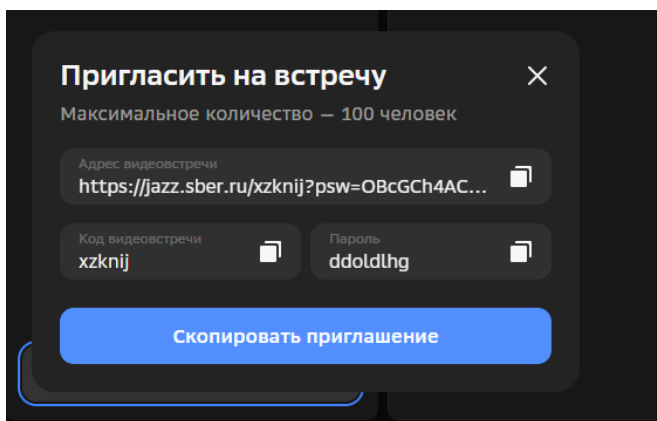 Пригласить на встречу
Максимальное количество — 100 человек
Адрес видеовстречи
https://jazz.sber.ru/xzknij?psw=OBcGCh4AC...
Код видеовстречи
xzknij
Пароль
ddoldlhg
Скопировать приглашение